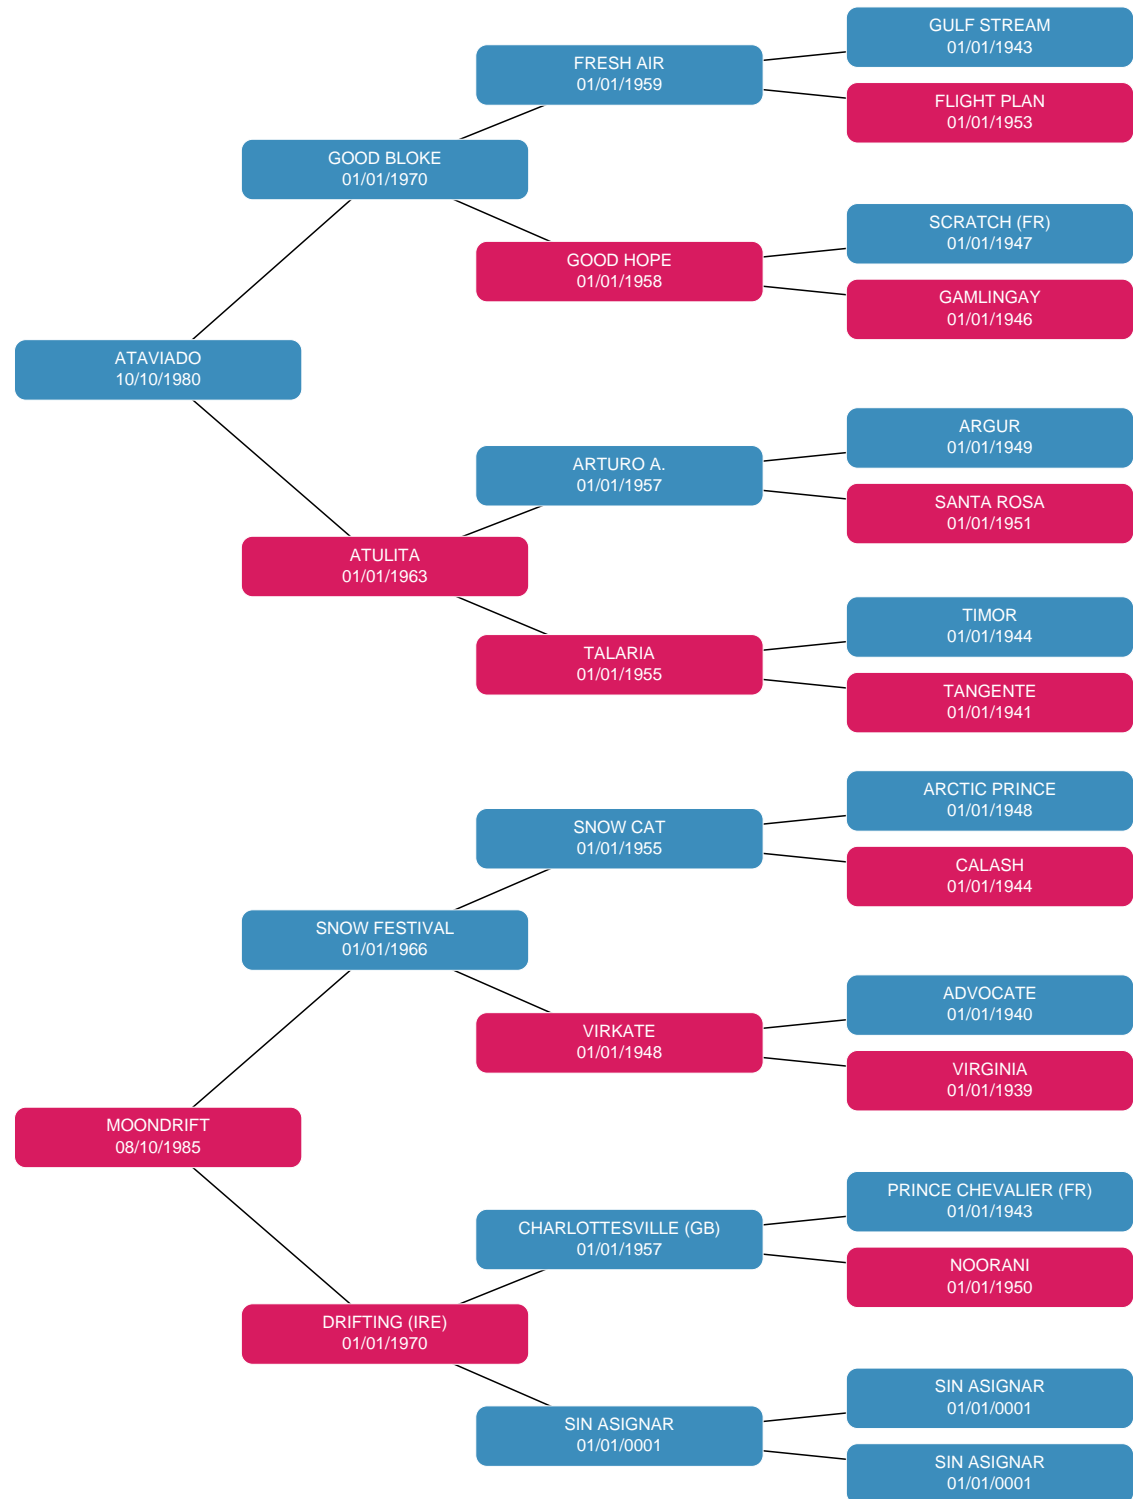 GULF STREAM
01/01/1943
FRESH AIR
01/01/1959
FLIGHT PLAN
01/01/1953
GOOD BLOKE
01/01/1970
SCRATCH (FR)
01/01/1947
GOOD HOPE
01/01/1958
GAMLINGAY
01/01/1946
ATAVIADO
10/10/1980
ARGUR
01/01/1949
ARTURO A.
01/01/1957
SANTA ROSA
01/01/1951
ATULITA
01/01/1963
TIMOR
01/01/1944
TALARIA
01/01/1955
TANGENTE
01/01/1941
ARCTIC PRINCE
01/01/1948
SNOW CAT
01/01/1955
CALASH
01/01/1944
SNOW FESTIVAL
01/01/1966
ADVOCATE
01/01/1940
VIRKATE
01/01/1948
VIRGINIA
01/01/1939
MOONDRIFT
08/10/1985
PRINCE CHEVALIER (FR)
01/01/1943
CHARLOTTESVILLE (GB)
01/01/1957
NOORANI
01/01/1950
DRIFTING (IRE)
01/01/1970
SIN ASIGNAR
01/01/0001
SIN ASIGNAR
01/01/0001
SIN ASIGNAR
01/01/0001